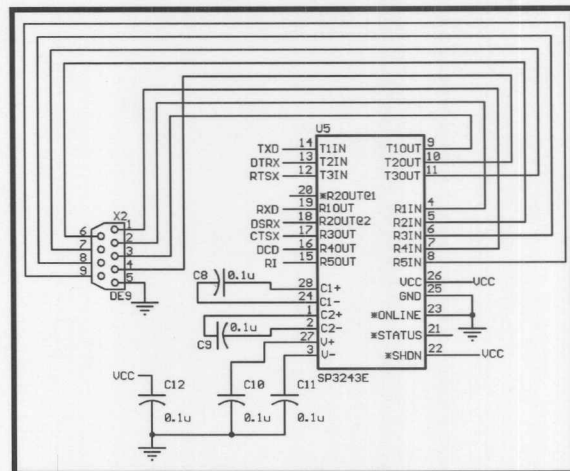 U5
TXD 14 T1IN T1OUT 9
DTRX 13 T2IN T2OUT 10
RTSX 12 T3IN T3OUT 11
20 *R2OUT@1
RXD 19 R1OUT R1IN 4
DSRX 18 R2OUT@2 R2IN 5
CTSX 17 R3OUT R3IN 6
DCD 16 R4OUT R4IN 7
RI 15 R5OUT R5IN 8
X2
6 1
7 2
8 3
9 4
5
DE9
C8 0.1u 28 C1+ VCC 26 VCC
24 C1- GND 25
1 C2+ *ONLINE 23
C9 0.1u 2 C2- *STATUS 21
27 V+
3 V- *SHDN 22 VCC
SP3243E
VCC
C12 C10 C11
0.1u 0.1u 0.1u